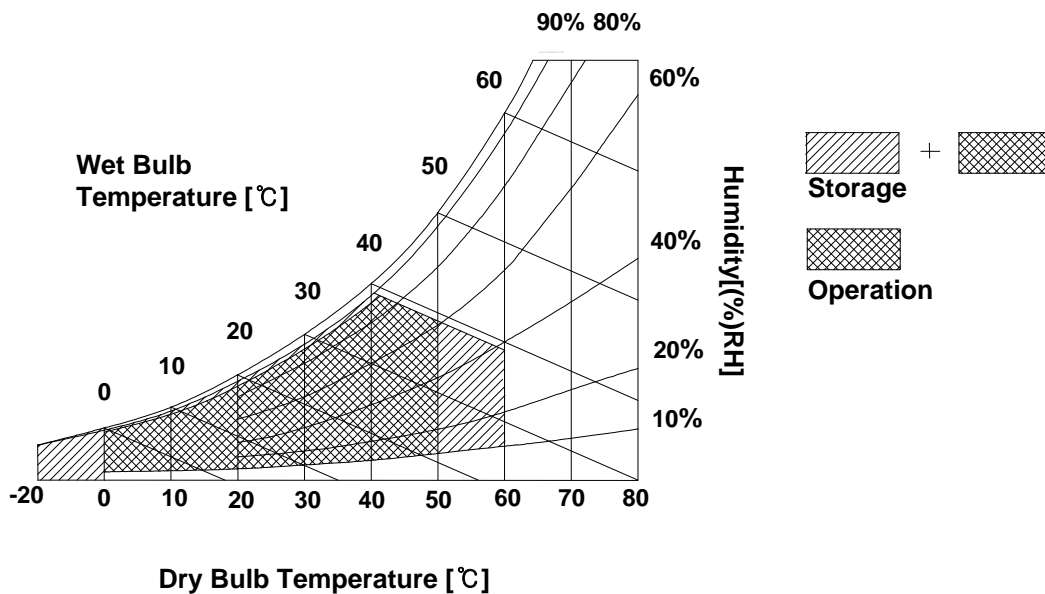 90% 80%
60
60%
50
Wet Bulb
Temperature [℃]
40
40%
30
20
20%
10
0
10%
Humidity[(%)RH]
-20 0 10 20 30 40 50 60 70 80
Dry Bulb Temperature [℃]
+
Storage
Operation